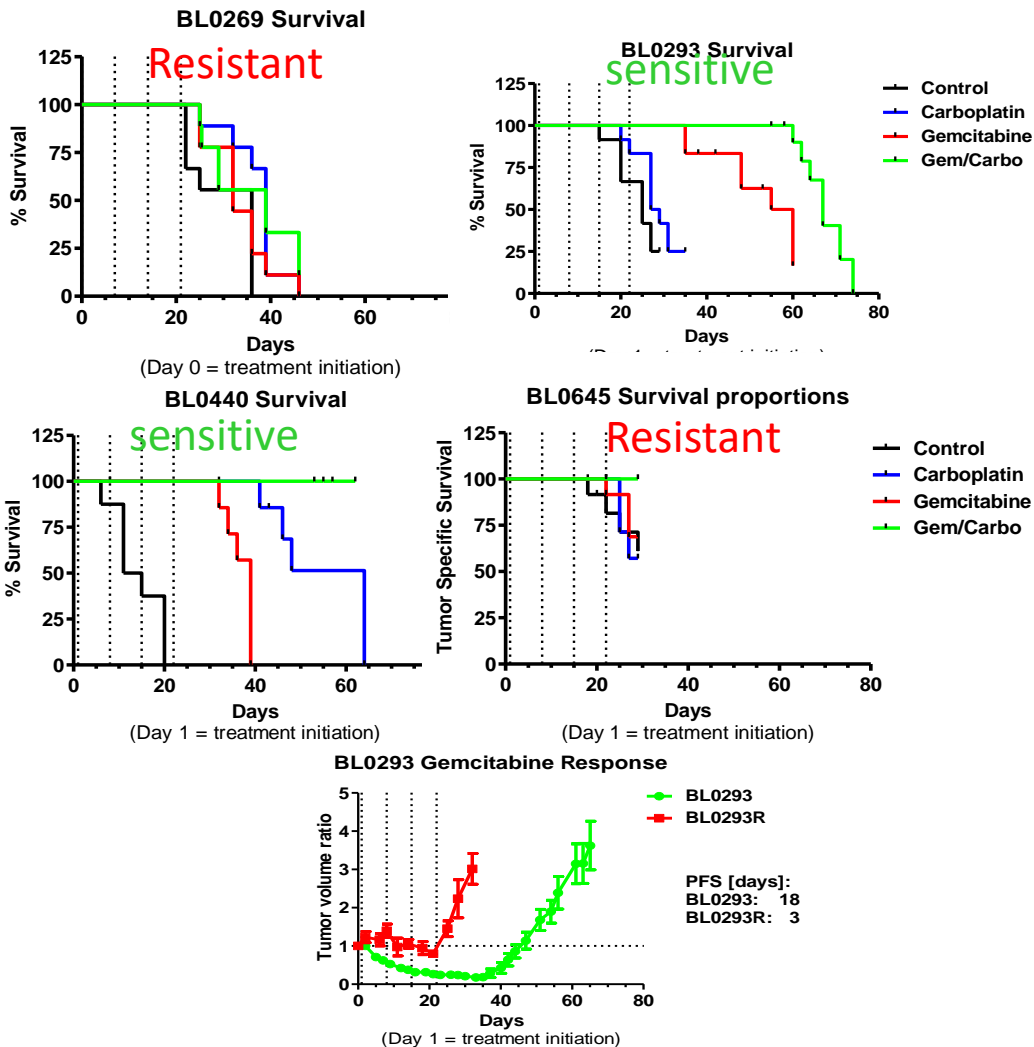 BL0269 Survival
Resistant
125
100
75
50
25
0
% Survival
0 20 40 60
Days
(Day 0 = treatment initiation)
BL0293 Survival
sensitive
125
100
75
50
25
0
% Survival
0 20 40 60 80
Days
Control
Carboplatin
Gemcitabine
Gem/Carbo
BL0440 Survival
sensitive
125
100
75
50
25
0
% Survival
0 20 40 60
Days
(Day 1 = treatment initiation)
BL0645 Survival proportions
Resistant
125
100
75
50
25
0
Tumor Specific Survival
0 20 40 60 80
Days
(Day 1 = treatment initiation)
Control
Carboplatin
Gemcitabine
Gem/Carbo
BL0293 Gemcitabine Response
5
4
3
2
1
0
Tumor volume ratio
0 20 40 60 80
Days
(Day 1 = treatment initiation)
BL0293
BL0293R
PFS [days]:
BL0293: 18
BL0293R: 3